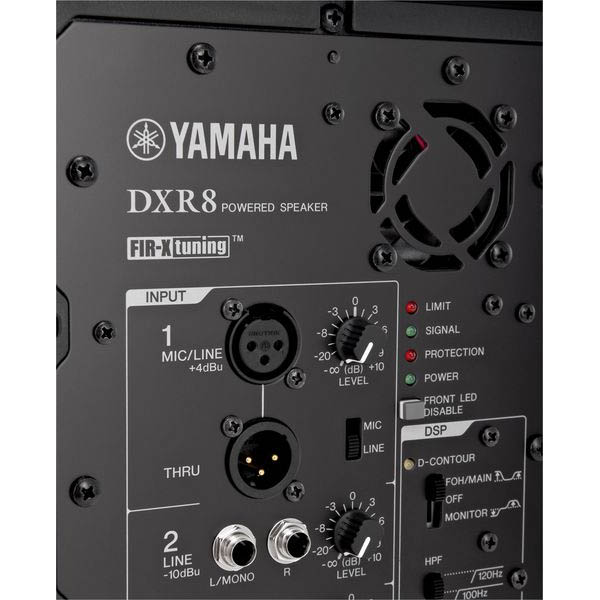 YAMAHA
DXR8 POWERED SPEAKER
FIR-X tuning™
INPUT
1
MIC/LINE
+4dBu
NEUTRIK
0
-3 3
-8 6
-20 +10
-∞ (dB)
LEVEL
LIMIT
SIGNAL
PROTECTION
POWER
FRONT LED
DISABLE
MIC
LINE
THRU
DSP
D-CONTOUR
FOH/MAIN
OFF
MONITOR
HPF
120Hz
100Hz
2
LINE
-10dBu
L/MONO
R
0
-3 3
-8 6
-20 +10
-∞ (dB)
LEVEL